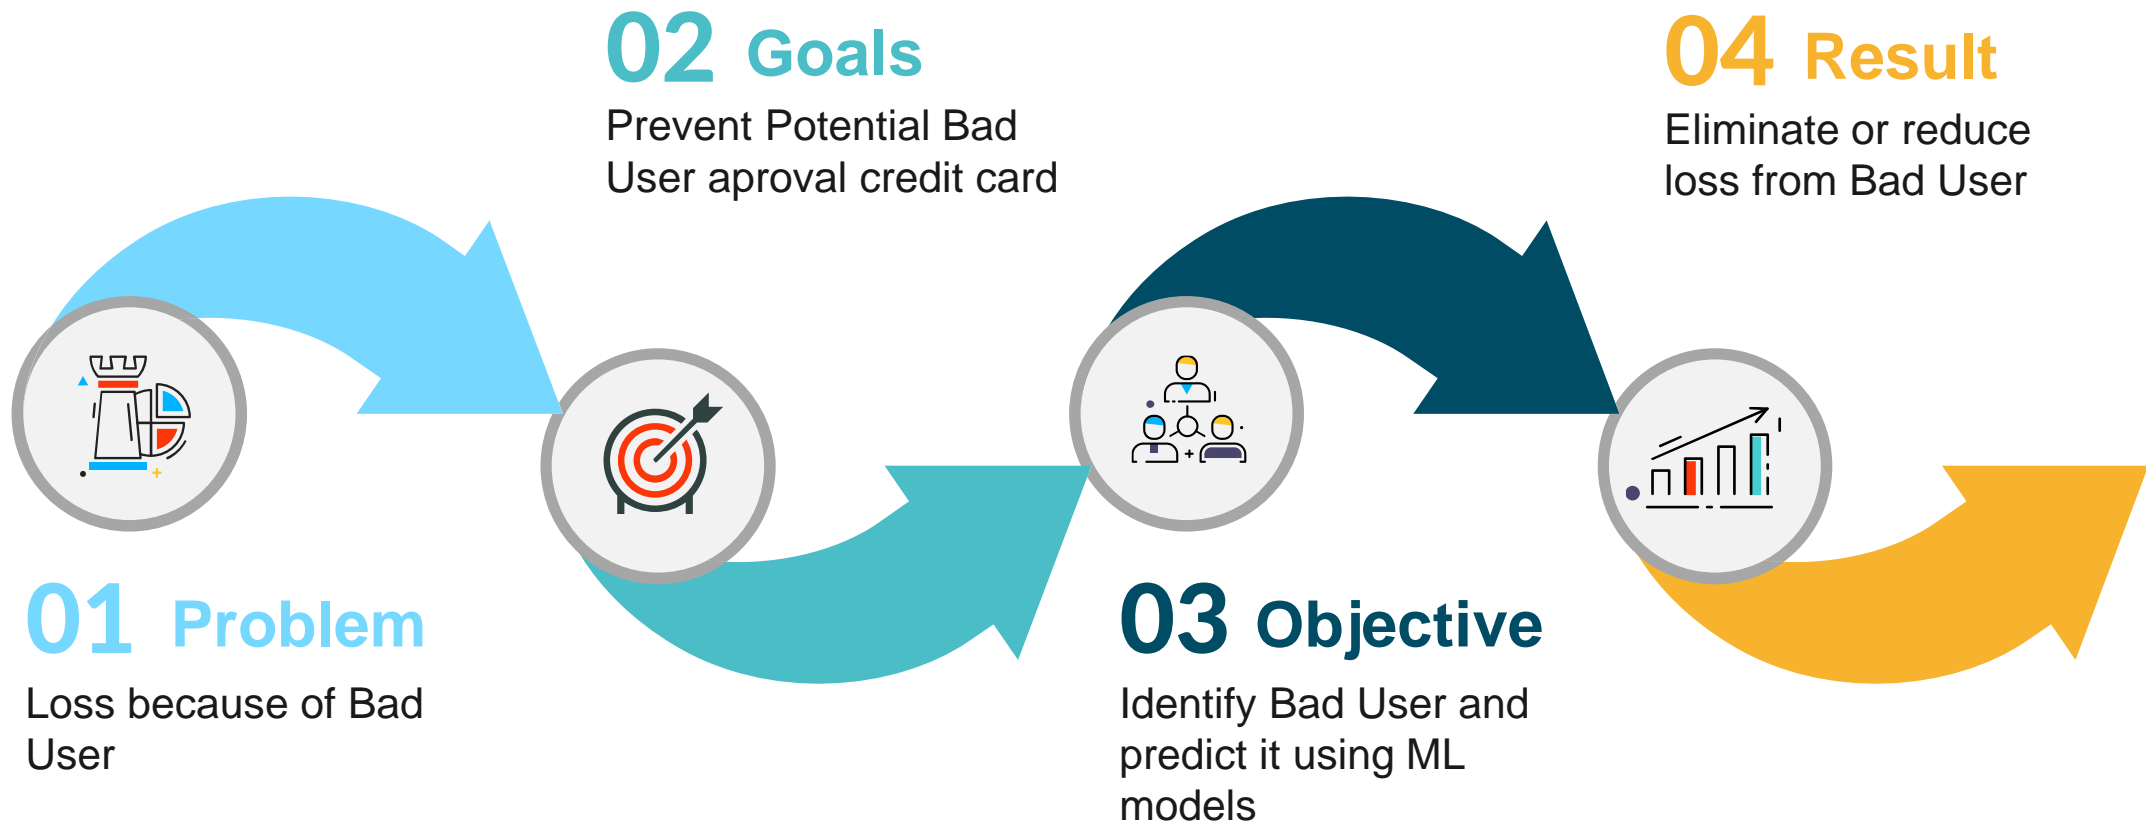 01 Problem
Loss because of Bad
User
02 Goals
Prevent Potential Bad
User aproval credit card
03 Objective
Identify Bad User and
predict it using ML
models
04 Result
Eliminate or reduce
loss from Bad User